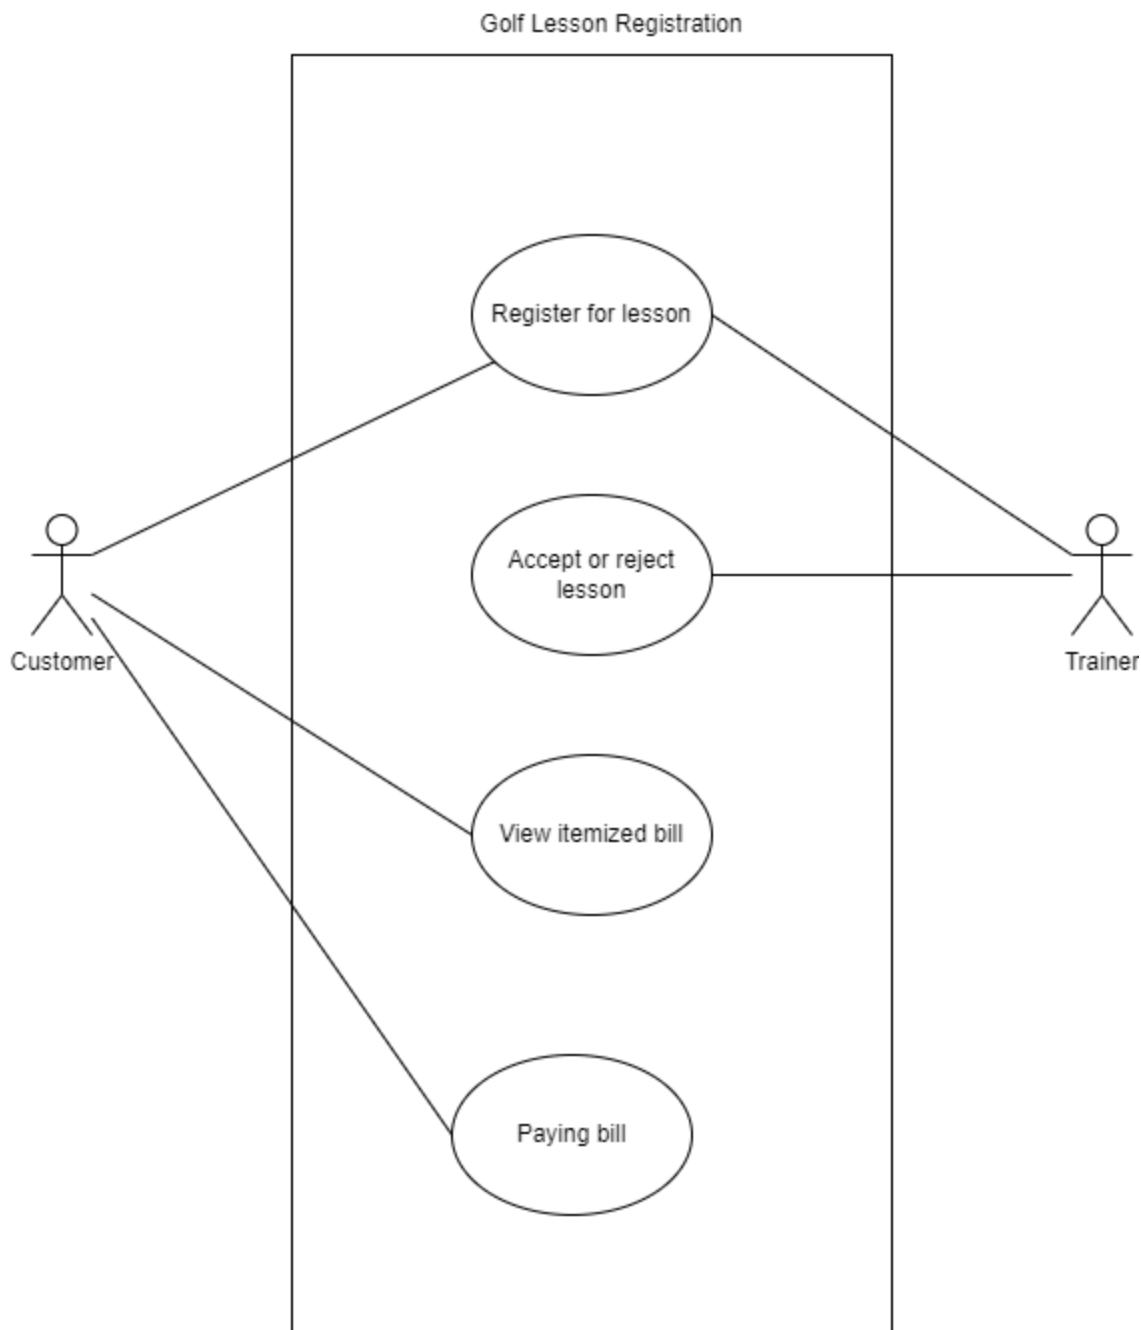 Golf Lesson Registration
Register for lesson
Accept or reject
lesson
Customer
Trainer
View itemized bill
Paying bill